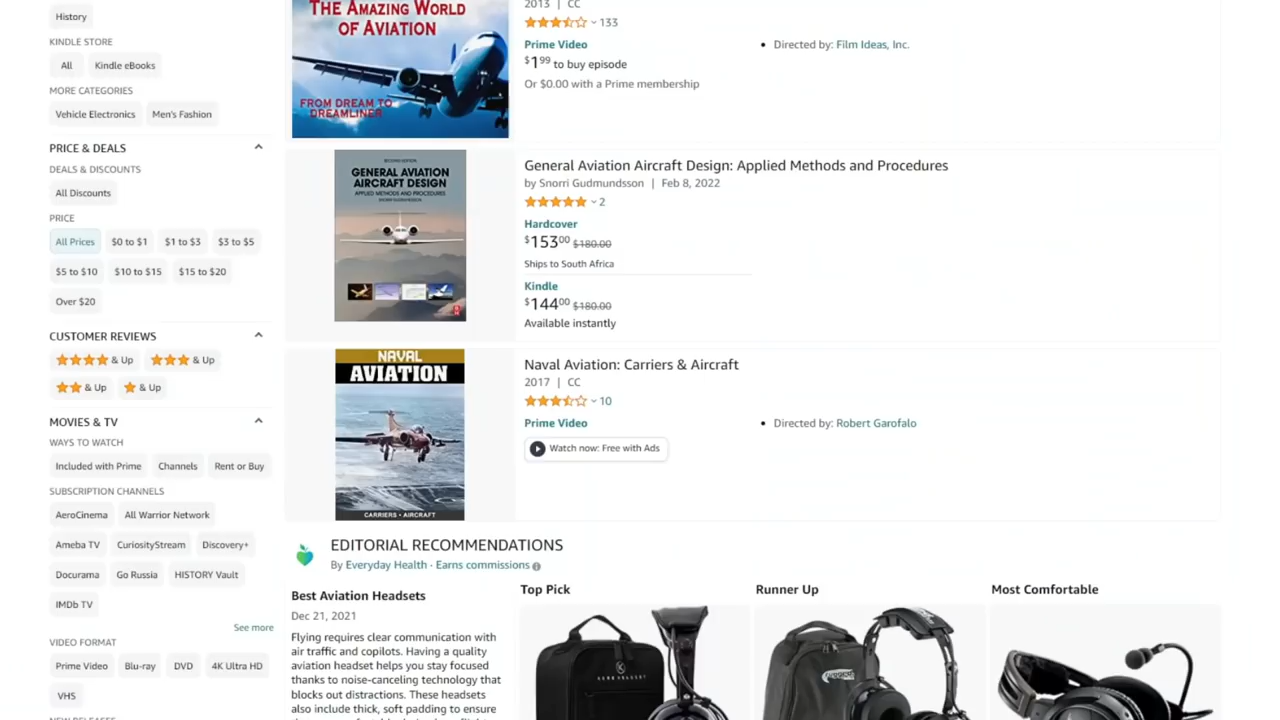 History
KINDLE STORE
All Kindle eBooks
MORE CATEGORIES
Vehicle Electronics Men's Fashion
PRICE & DEALS
DEALS & DISCOUNTS
All Discounts
PRICE
All Prices $0 to $1 $1 to $3 $3 to $5
$5 to $10 $10 to $15 $15 to $20
Over $20
CUSTOMER REVIEWS
& Up & Up
& Up & Up
MOVIES & TV
WAYS TO WATCH
Included with Prime Channels Rent or Buy
SUBSCRIPTION CHANNELS
AeroCinema All Warrior Network
Ameba TV CuriosityStream Discovery+
Docurama Go Russia HISTORY Vault
IMDb TV
See more
VIDEO FORMAT
Prime Video Blu-ray DVD 4K Ultra HD
VHS
THE AMAZING WORLD
OF AVIATION
FROM DREAM TO
DREAMLINER
2013 | CC
133
Prime Video
$1.99 to buy episode
Or $0.00 with a Prime membership
Directed by: Film Ideas, Inc.
SECOND EDITION
GENERAL AVIATION
AIRCRAFT DESIGN
APPLIED METHODS AND PROCEDURES
SNORRI GUDMUNDSSON
General Aviation Aircraft Design: Applied Methods and Procedures
by Snorri Gudmundsson | Feb 8, 2022
2
Hardcover
$153.00 $180.00
Ships to South Africa
Kindle
$144.00 $180.00
Available instantly
NAVAL
AVIATION
CARRIERS • AIRCRAFT
Naval Aviation: Carriers & Aircraft
2017 | CC
10
Prime Video
Watch now: Free with Ads
Directed by: Robert Garofalo
EDITORIAL RECOMMENDATIONS
By Everyday Health · Earns commissions
Best Aviation Headsets
Dec 21, 2021
Flying requires clear communication with
air traffic and copilots. Having a quality
aviation headset helps you stay focused
thanks to noise-canceling technology that
blocks out distractions. These headsets
also include thick, soft padding to ensure
Top Pick
KORE HEADSET
Runner Up
Most Comfortable